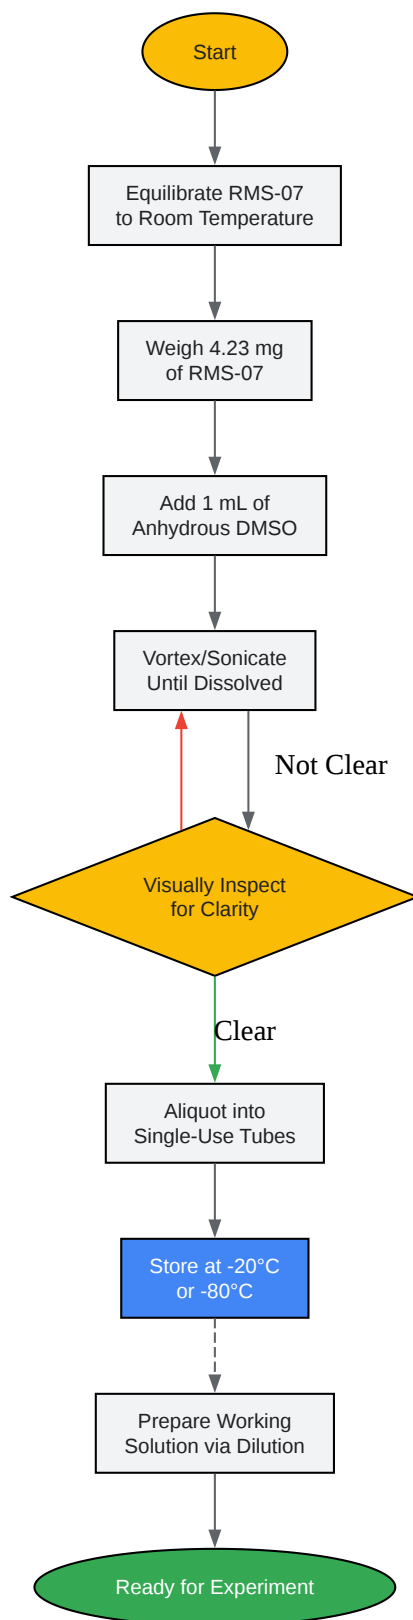 Start
Equilibrate RMS-07
to Room Temperature
Weigh 4.23 mg
of RMS-07
Add 1 mL of
Anhydrous DMSO
Vortex/Sonicate
Until Dissolved
Not Clear
Visually Inspect
for Clarity
Clear
Aliquot into
Single-Use Tubes
Store at -20°C
or -80°C
Prepare Working
Solution via Dilution
Ready for Experiment